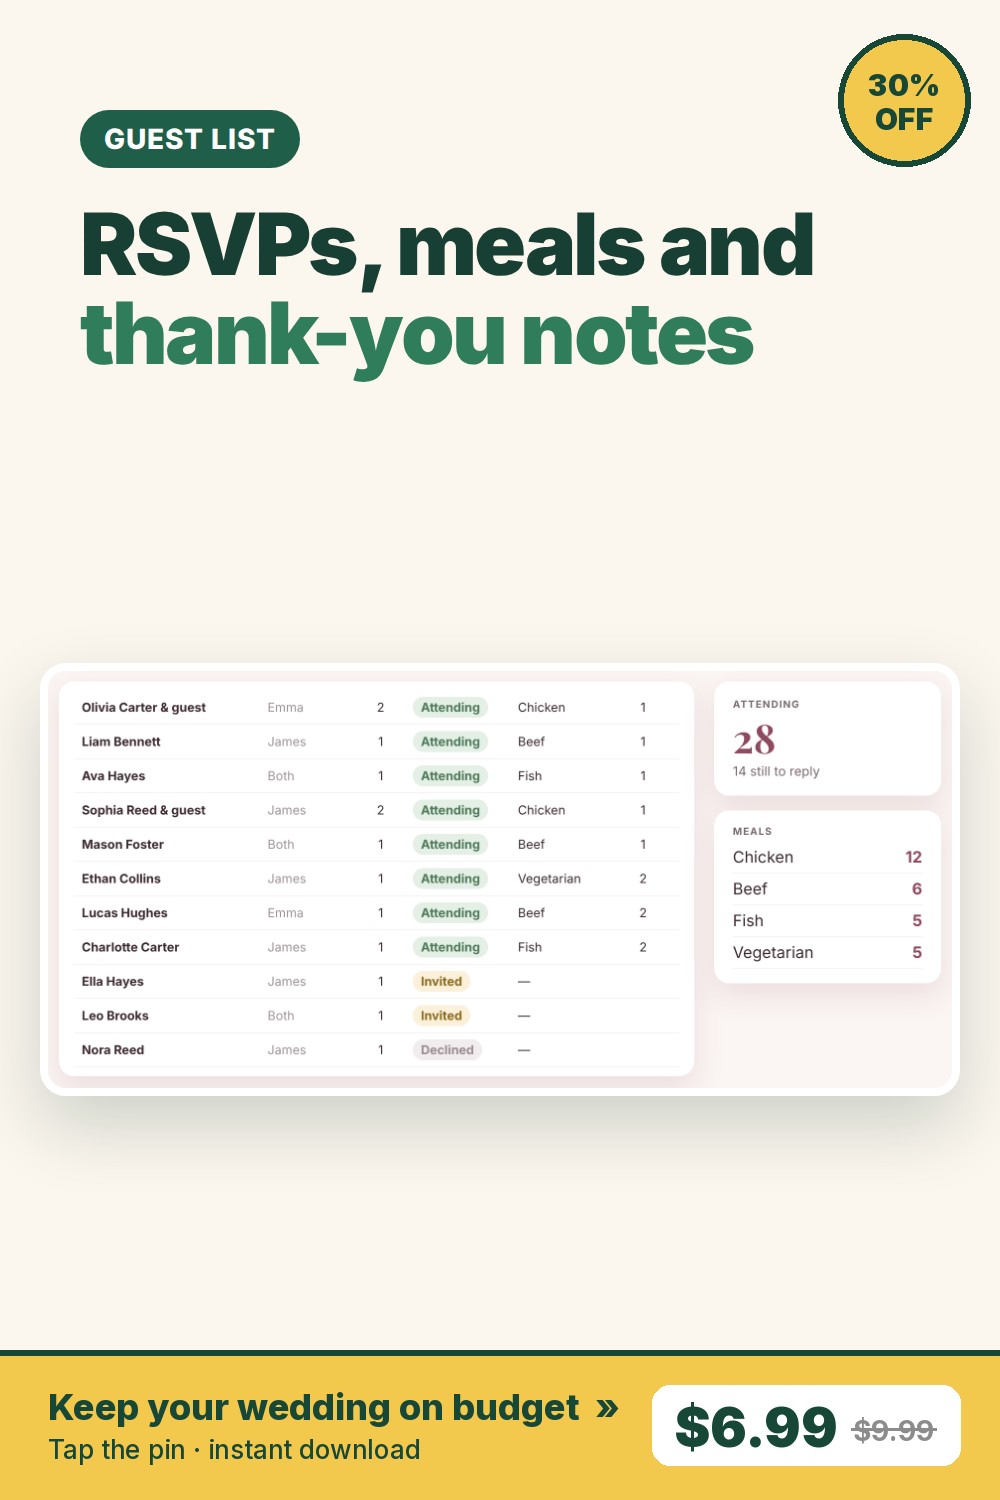 30%
OFF
GUEST LIST
RSVPs, meals and
thank-you notes
Olivia Carter & guest Emma 2 Attending Chicken 1
Liam Bennett James 1 Attending Beef 1
Ava Hayes Both 1 Attending Fish 1
Sophia Reed & guest James 2 Attending Chicken 1
Mason Foster Both 1 Attending Beef 1
Ethan Collins James 1 Attending Vegetarian 2
Lucas Hughes Emma 1 Attending Beef 2
Charlotte Carter James 1 Attending Fish 2
Ella Hayes James 1 Invited —
Leo Brooks Both 1 Invited —
Nora Reed James 1 Declined —
ATTENDING
28
14 still to reply
MEALS
Chicken 12
Beef 6
Fish 5
Vegetarian 5
Keep your wedding on budget »
Tap the pin · instant download
$6.99 $9.99